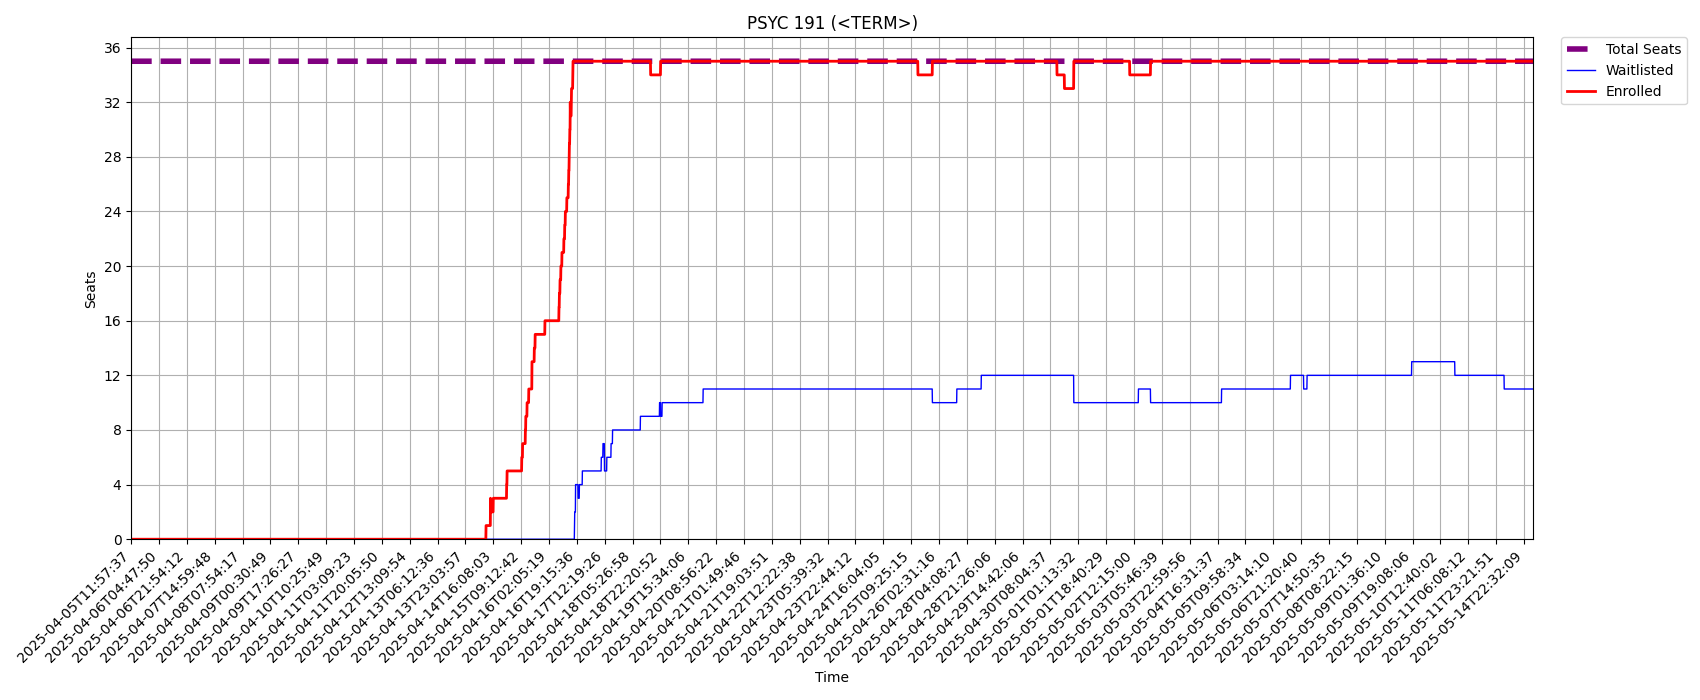 PSYC 191 (<TERM>)
Total Seats
Waitlisted
Enrolled
Seats
36
32
28
24
20
16
12
8
4
0
2025-04-05T11:57:37
2025-04-06T04:47:50
2025-04-06T21:54:12
2025-04-07T14:59:48
2025-04-08T07:54:17
2025-04-09T00:30:49
2025-04-09T17:26:27
2025-04-10T10:25:49
2025-04-11T03:09:23
2025-04-11T20:05:50
2025-04-12T13:09:54
2025-04-13T06:12:36
2025-04-13T23:03:57
2025-04-14T16:08:03
2025-04-15T09:12:42
2025-04-16T02:05:19
2025-04-16T19:15:36
2025-04-17T12:19:26
2025-04-18T05:26:58
2025-04-18T22:20:52
2025-04-19T15:34:06
2025-04-20T08:56:22
2025-04-21T01:49:46
2025-04-21T19:03:51
2025-04-22T12:22:38
2025-04-23T05:39:32
2025-04-23T22:44:12
2025-04-24T16:04:05
2025-04-25T09:25:15
2025-04-26T02:31:16
2025-04-28T04:08:27
2025-04-28T21:26:06
2025-04-29T14:42:06
2025-04-30T08:04:37
2025-05-01T01:13:32
2025-05-01T18:40:29
2025-05-02T12:15:00
2025-05-03T05:46:39
2025-05-03T22:59:56
2025-05-04T16:31:37
2025-05-05T09:58:34
2025-05-06T03:14:10
2025-05-06T21:20:40
2025-05-07T14:50:35
2025-05-08T08:22:15
2025-05-09T01:36:10
2025-05-09T19:08:06
2025-05-10T12:40:02
2025-05-11T06:08:12
2025-05-11T23:21:51
2025-05-14T22:32:09
Time